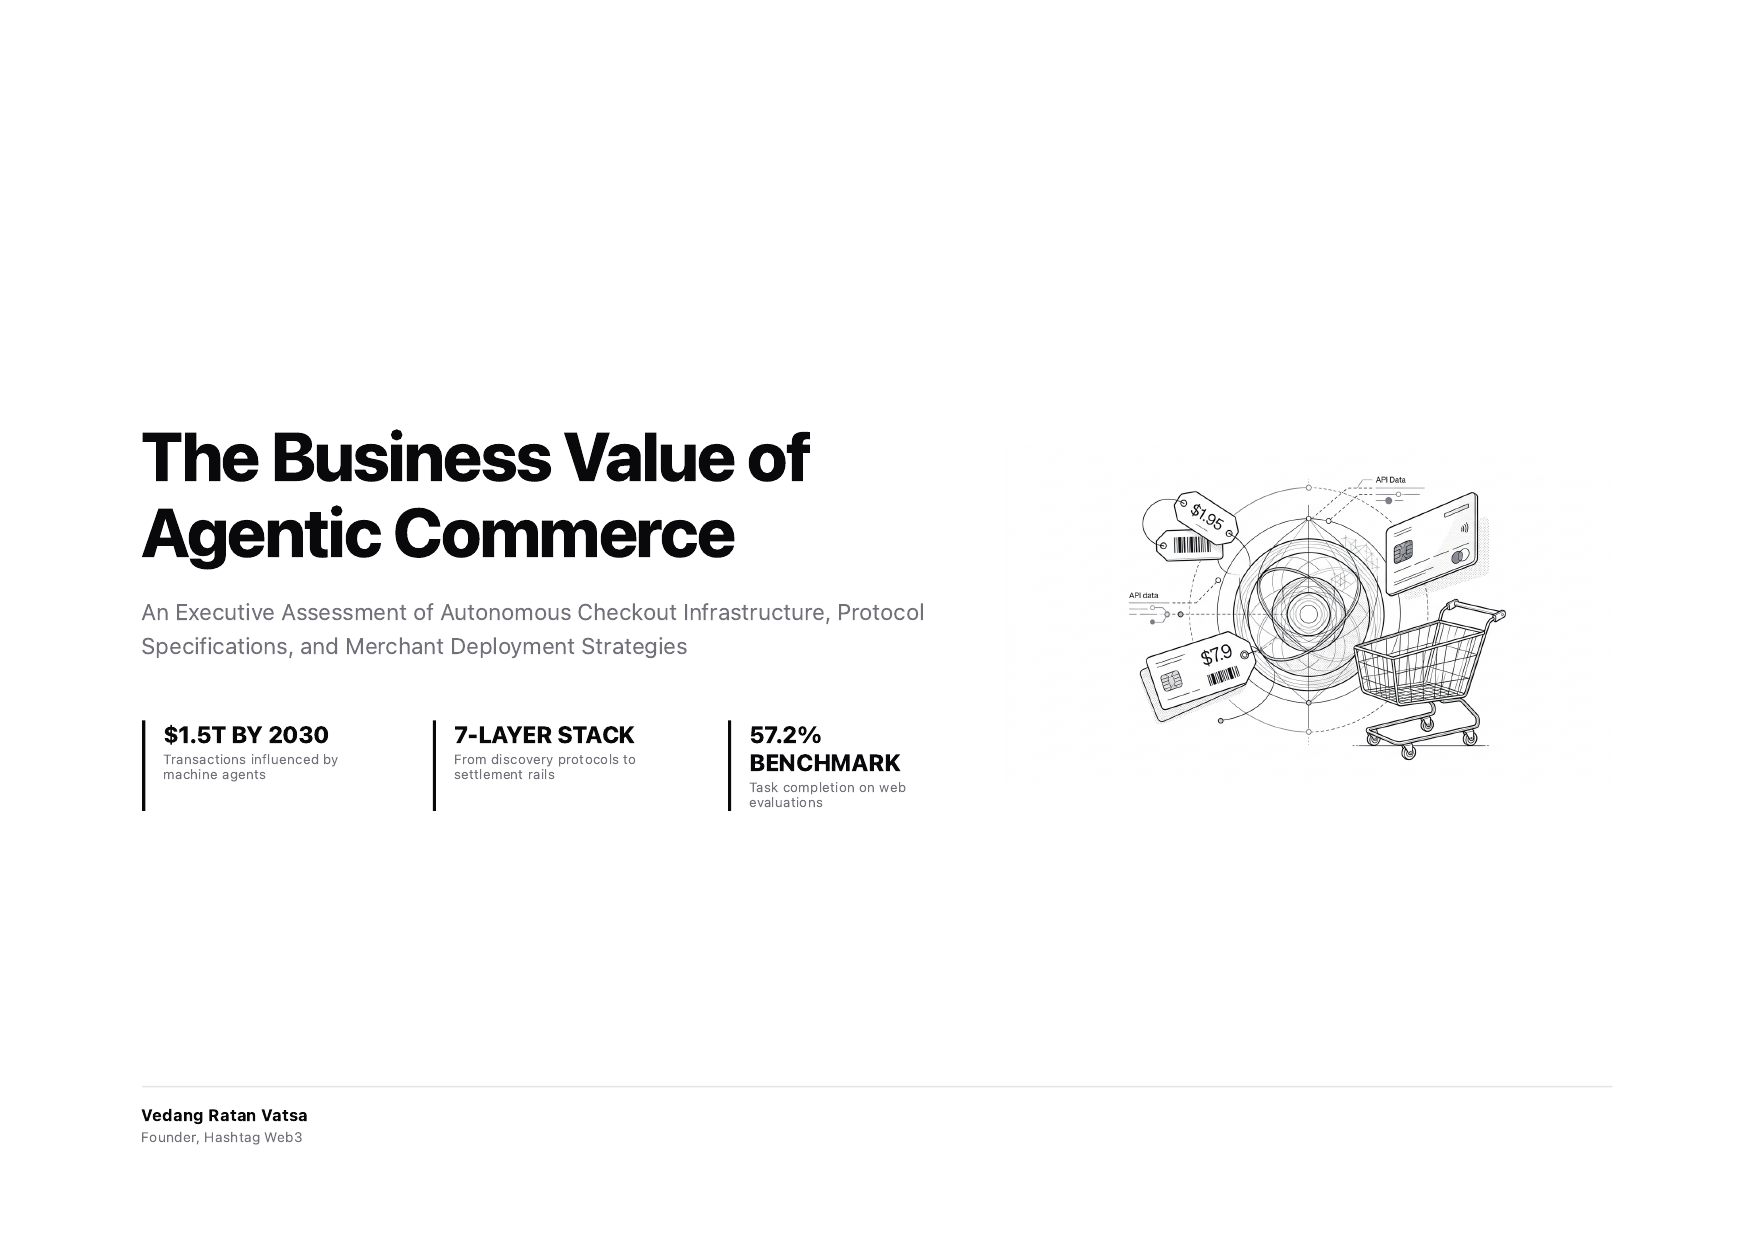 The Business Value of
Agentic Commerce
An Executive Assessment of Autonomous Checkout Infrastructure, Protocol
Specifications, and Merchant Deployment Strategies
$1.5T BY 2030
Transactions influenced by
machine agents
7-LAYER STACK
From discovery protocols to
settlement rails
57.2%
BENCHMARK
Task completion on web
evaluations
API Data
$1.95
API data
$7.9
Vedang Ratan Vatsa
Founder, Hashtag Web3